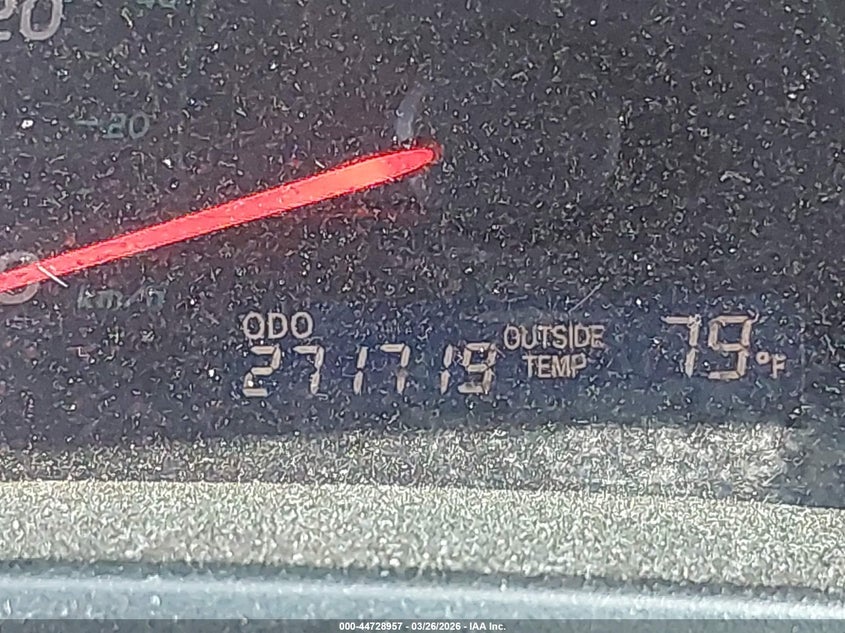 20
20
km/h
ODO
271719
OUTSIDE
TEMP
79°F
000-44728957 - 03/26/2026 - IAA Inc.